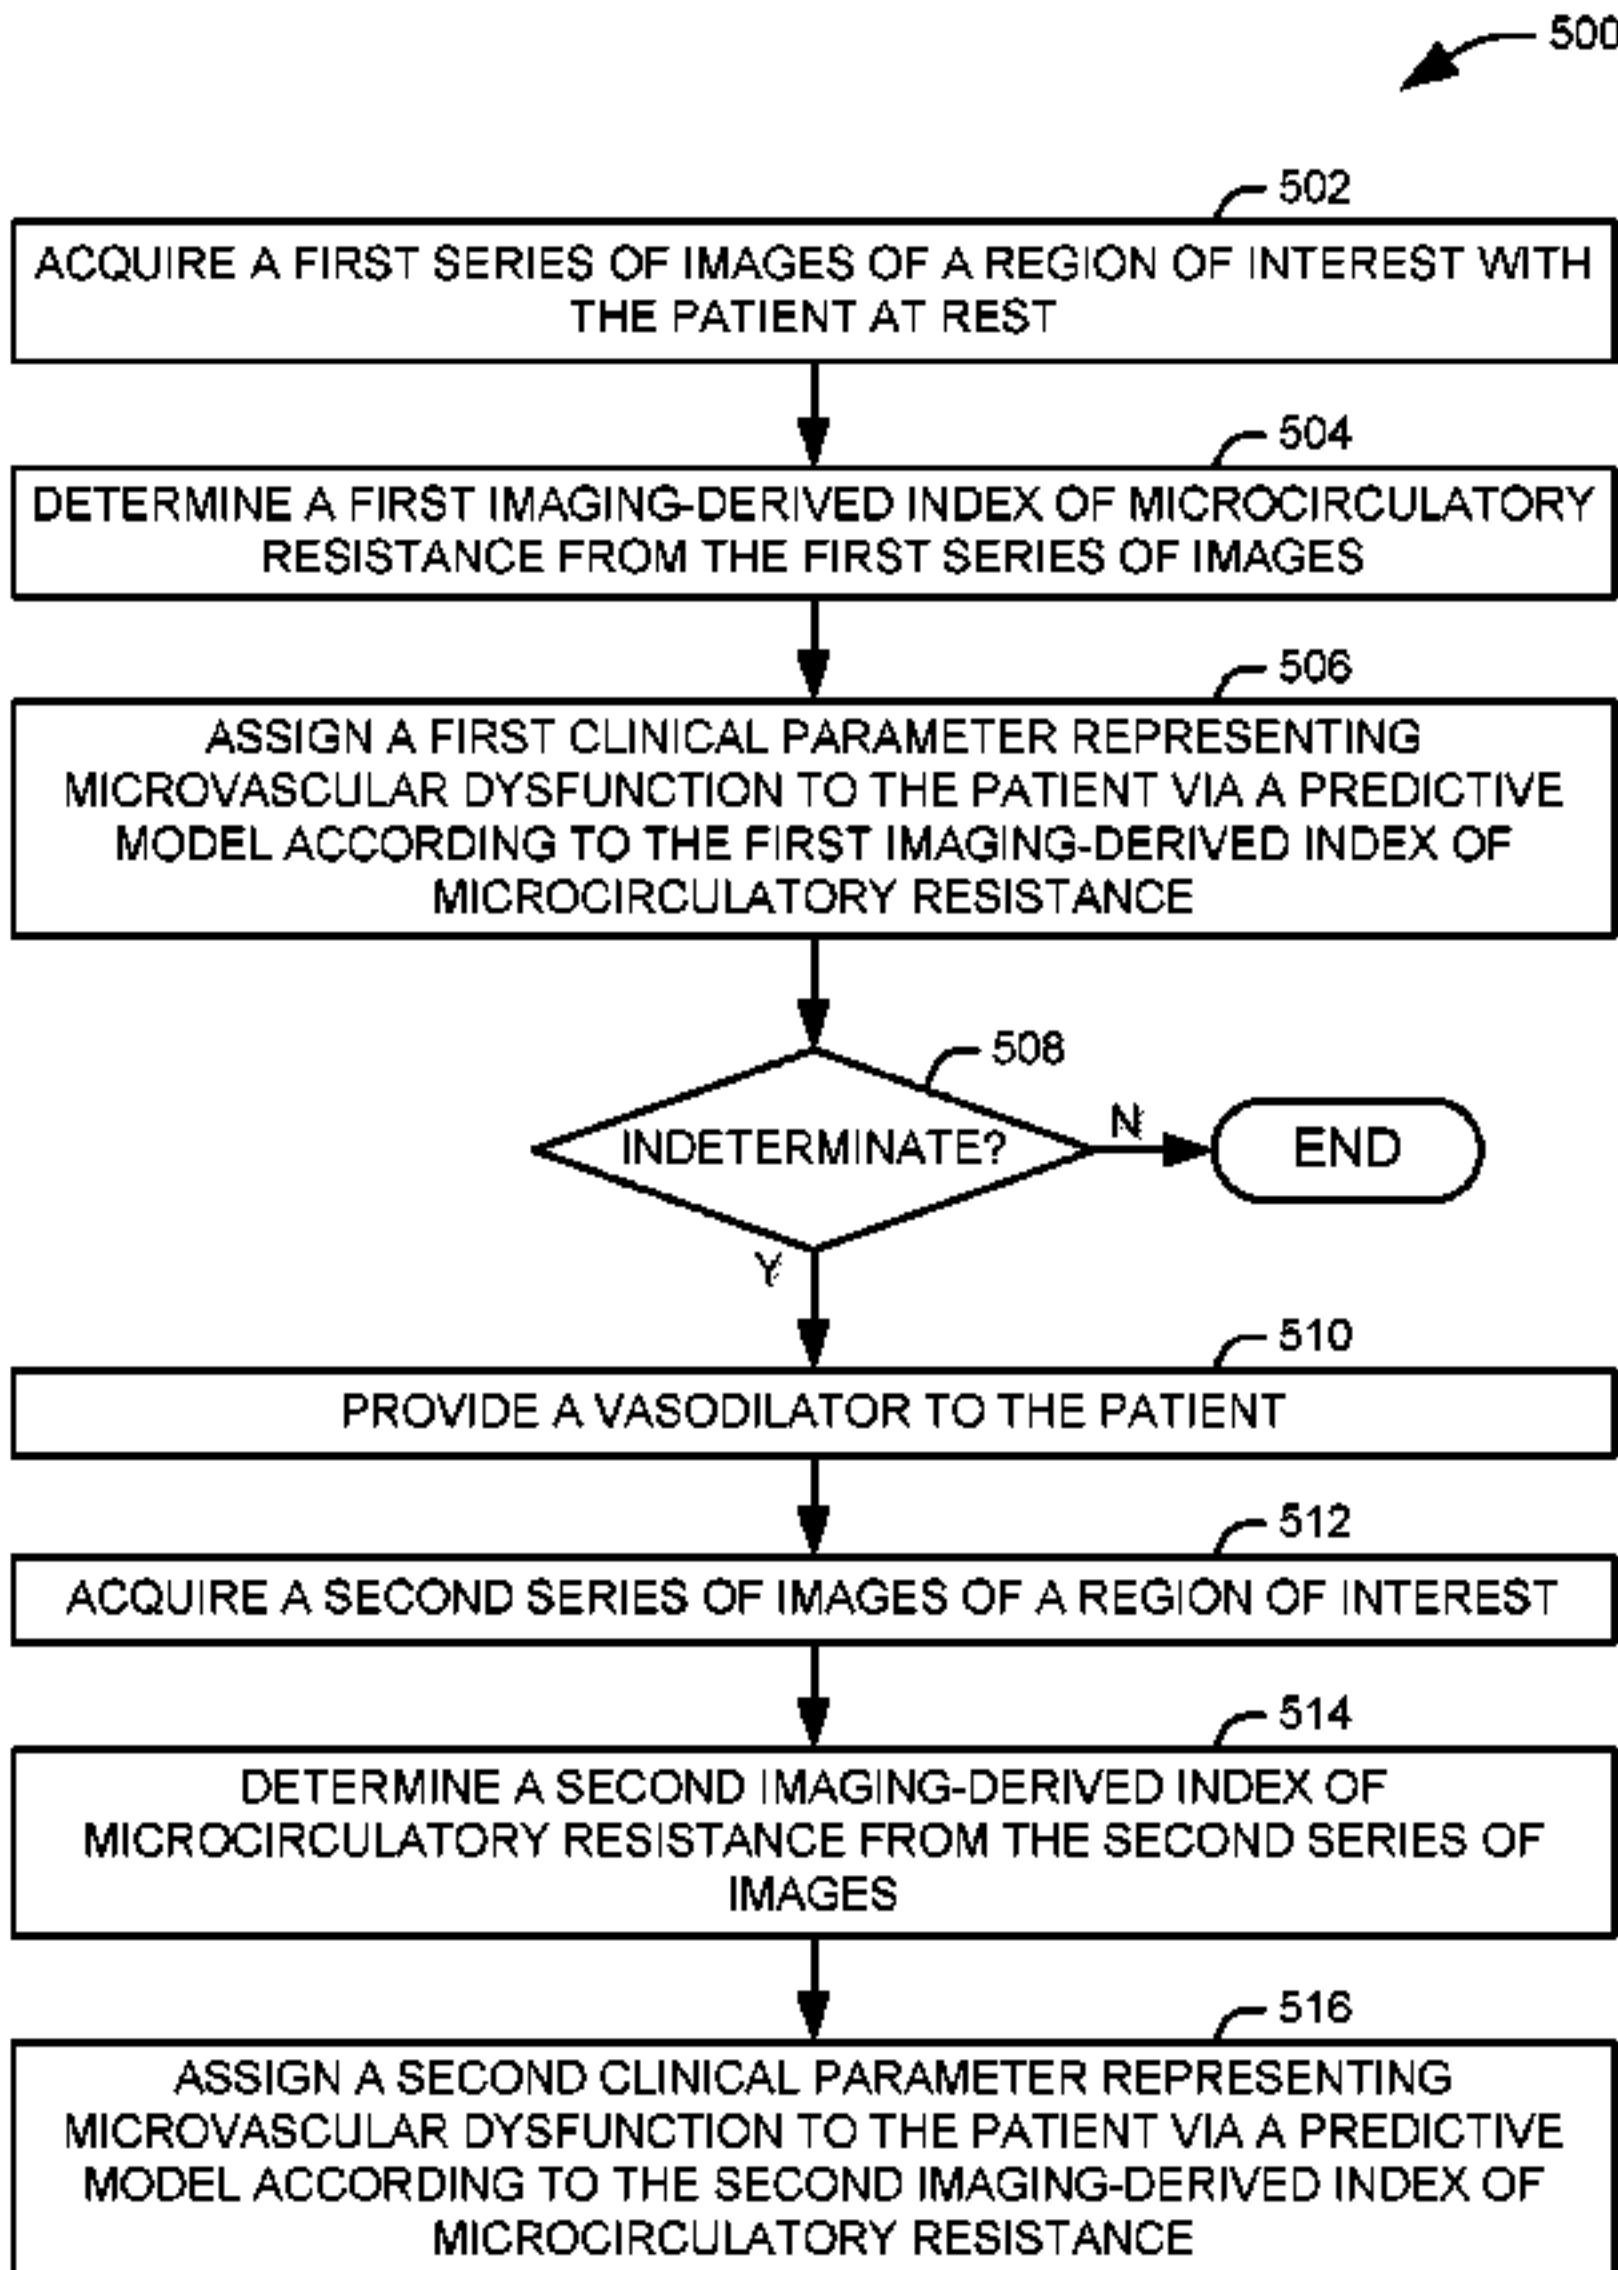 500
502
ACQUIRE A FIRST SERIES OF IMAGES OF A REGION OF INTEREST WITH
THE PATIENT AT REST
504
DETERMINE A FIRST IMAGING-DERIVED INDEX OF MICROCIRCULATORY
RESISTANCE FROM THE FIRST SERIES OF IMAGES
506
ASSIGN A FIRST CLINICAL PARAMETER REPRESENTING
MICROVASCULAR DYSFUNCTION TO THE PATIENT VIA A PREDICTIVE
MODEL ACCORDING TO THE FIRST IMAGING-DERIVED INDEX OF
MICROCIRCULATORY RESISTANCE
508
INDETERMINATE?
N
END
Y
510
PROVIDE A VASODILATOR TO THE PATIENT
512
ACQUIRE A SECOND SERIES OF IMAGES OF A REGION OF INTEREST
514
DETERMINE A SECOND IMAGING-DERIVED INDEX OF
MICROCIRCULATORY RESISTANCE FROM THE SECOND SERIES OF
IMAGES
516
ASSIGN A SECOND CLINICAL PARAMETER REPRESENTING
MICROVASCULAR DYSFUNCTION TO THE PATIENT VIA A PREDICTIVE
MODEL ACCORDING TO THE SECOND IMAGING-DERIVED INDEX OF
MICROCIRCULATORY RESISTANCE